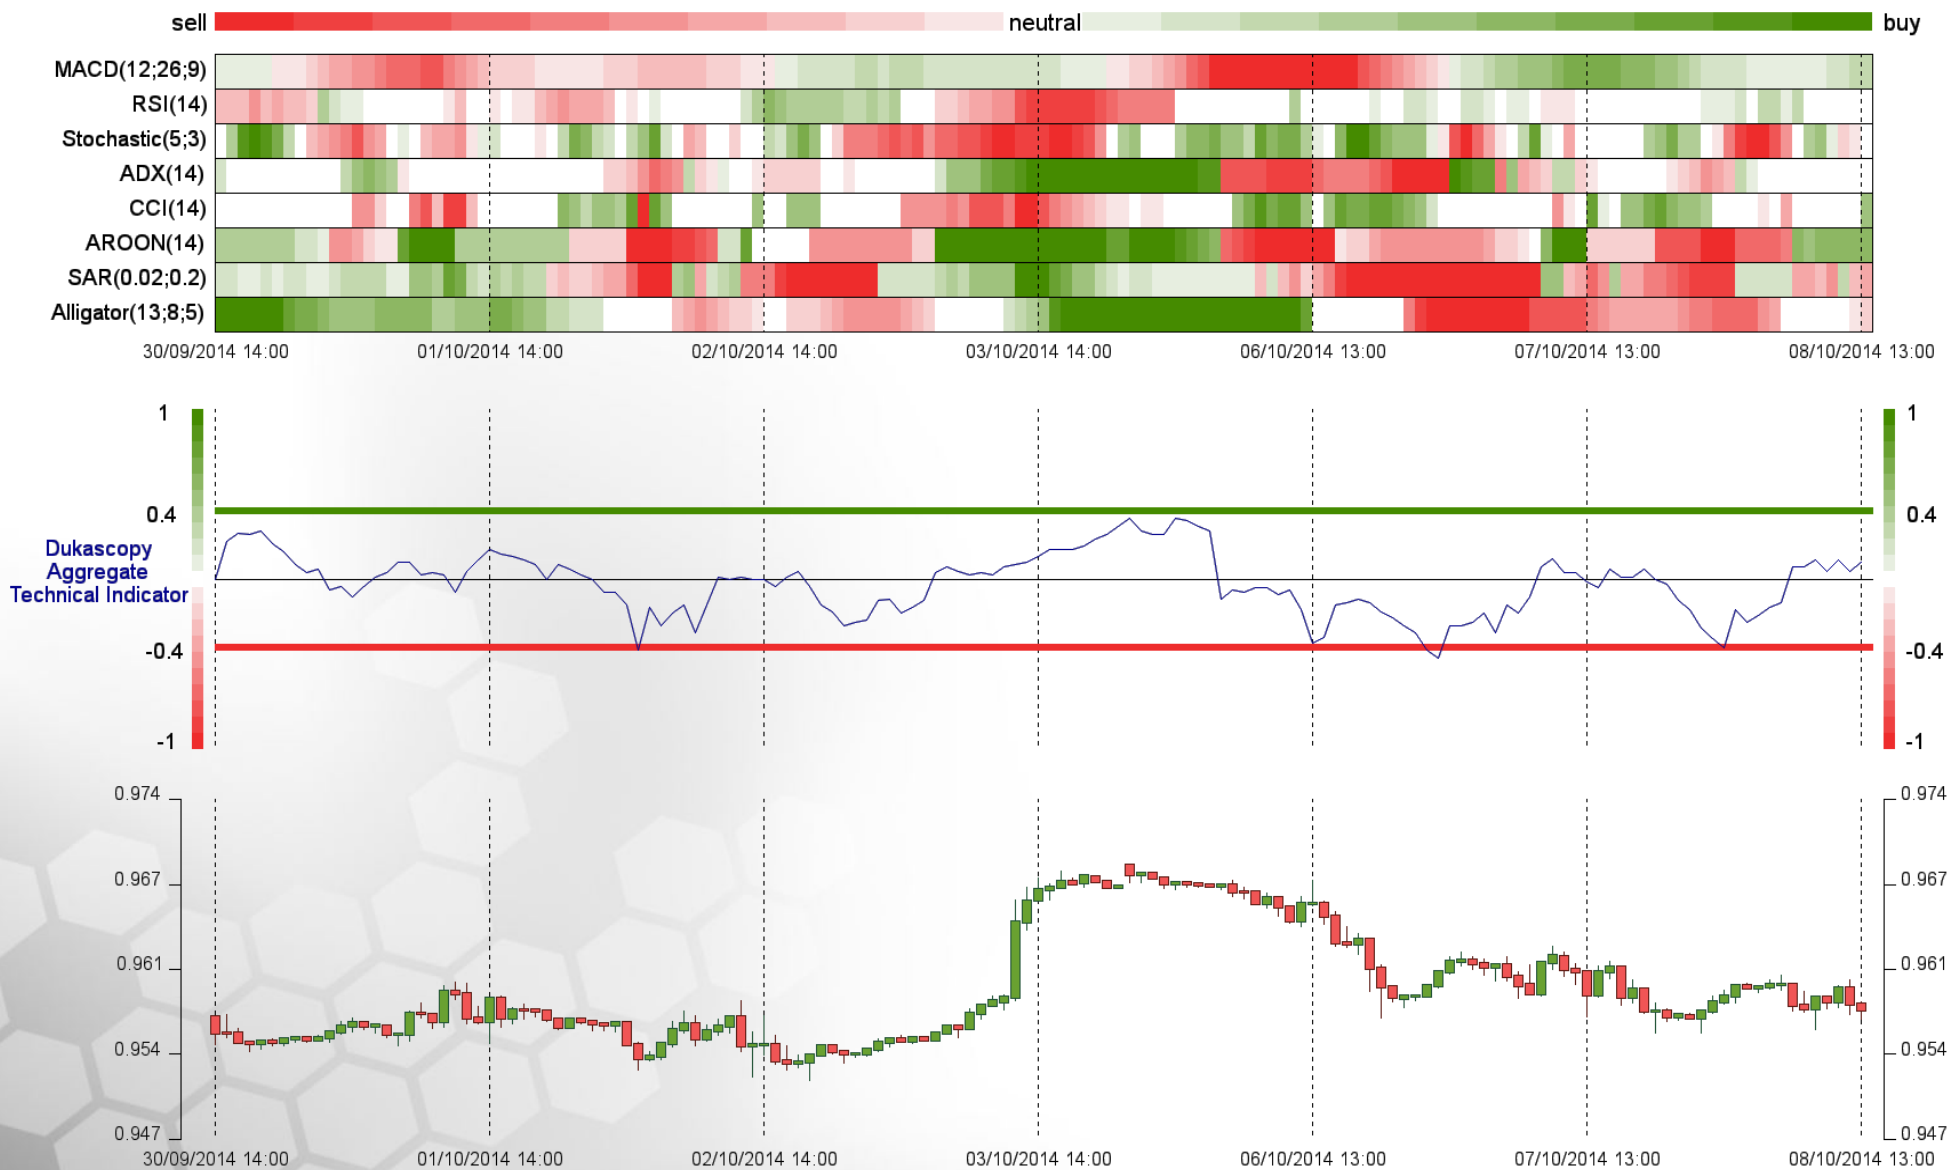 sell neutral buy
MACD(12;26;9)
RSI(14)
Stochastic(5;3)
ADX(14)
CCI(14)
AROON(14)
SAR(0.02;0.2)
Alligator(13;8;5)
30/09/2014 14:00 01/10/2014 14:00 02/10/2014 14:00 03/10/2014 14:00 06/10/2014 13:00 07/10/2014 13:00 08/10/2014 13:00
1 1
0.4 0.4
Dukascopy
Aggregate
Technical Indicator
-0.4 -0.4
-1 -1
0.974 0.974
0.967 0.967
0.961 0.961
0.954 0.954
0.947 0.947
30/09/2014 14:00 01/10/2014 14:00 02/10/2014 14:00 03/10/2014 14:00 06/10/2014 13:00 07/10/2014 13:00 08/10/2014 13:00